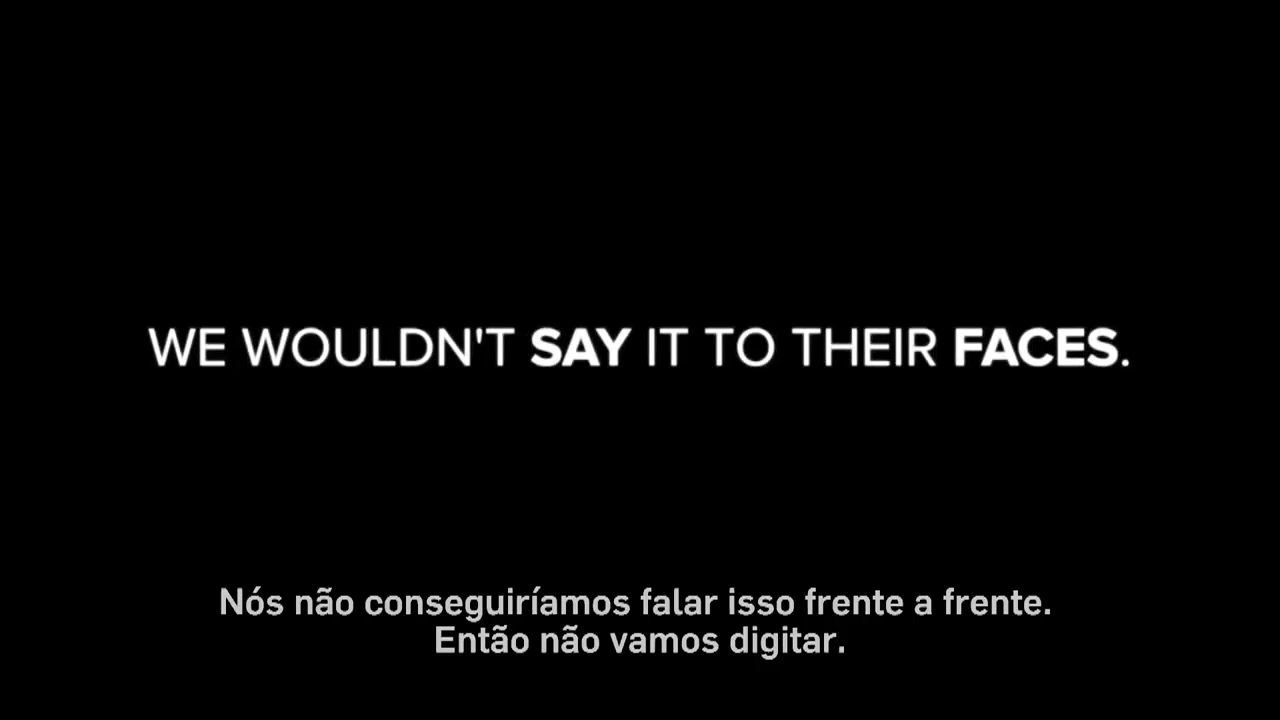 WE WOULDN'T SAY IT TO THEIR FACES.
Nós não conseguiríamos falar isso frente a frente.
Então não vamos digitar.